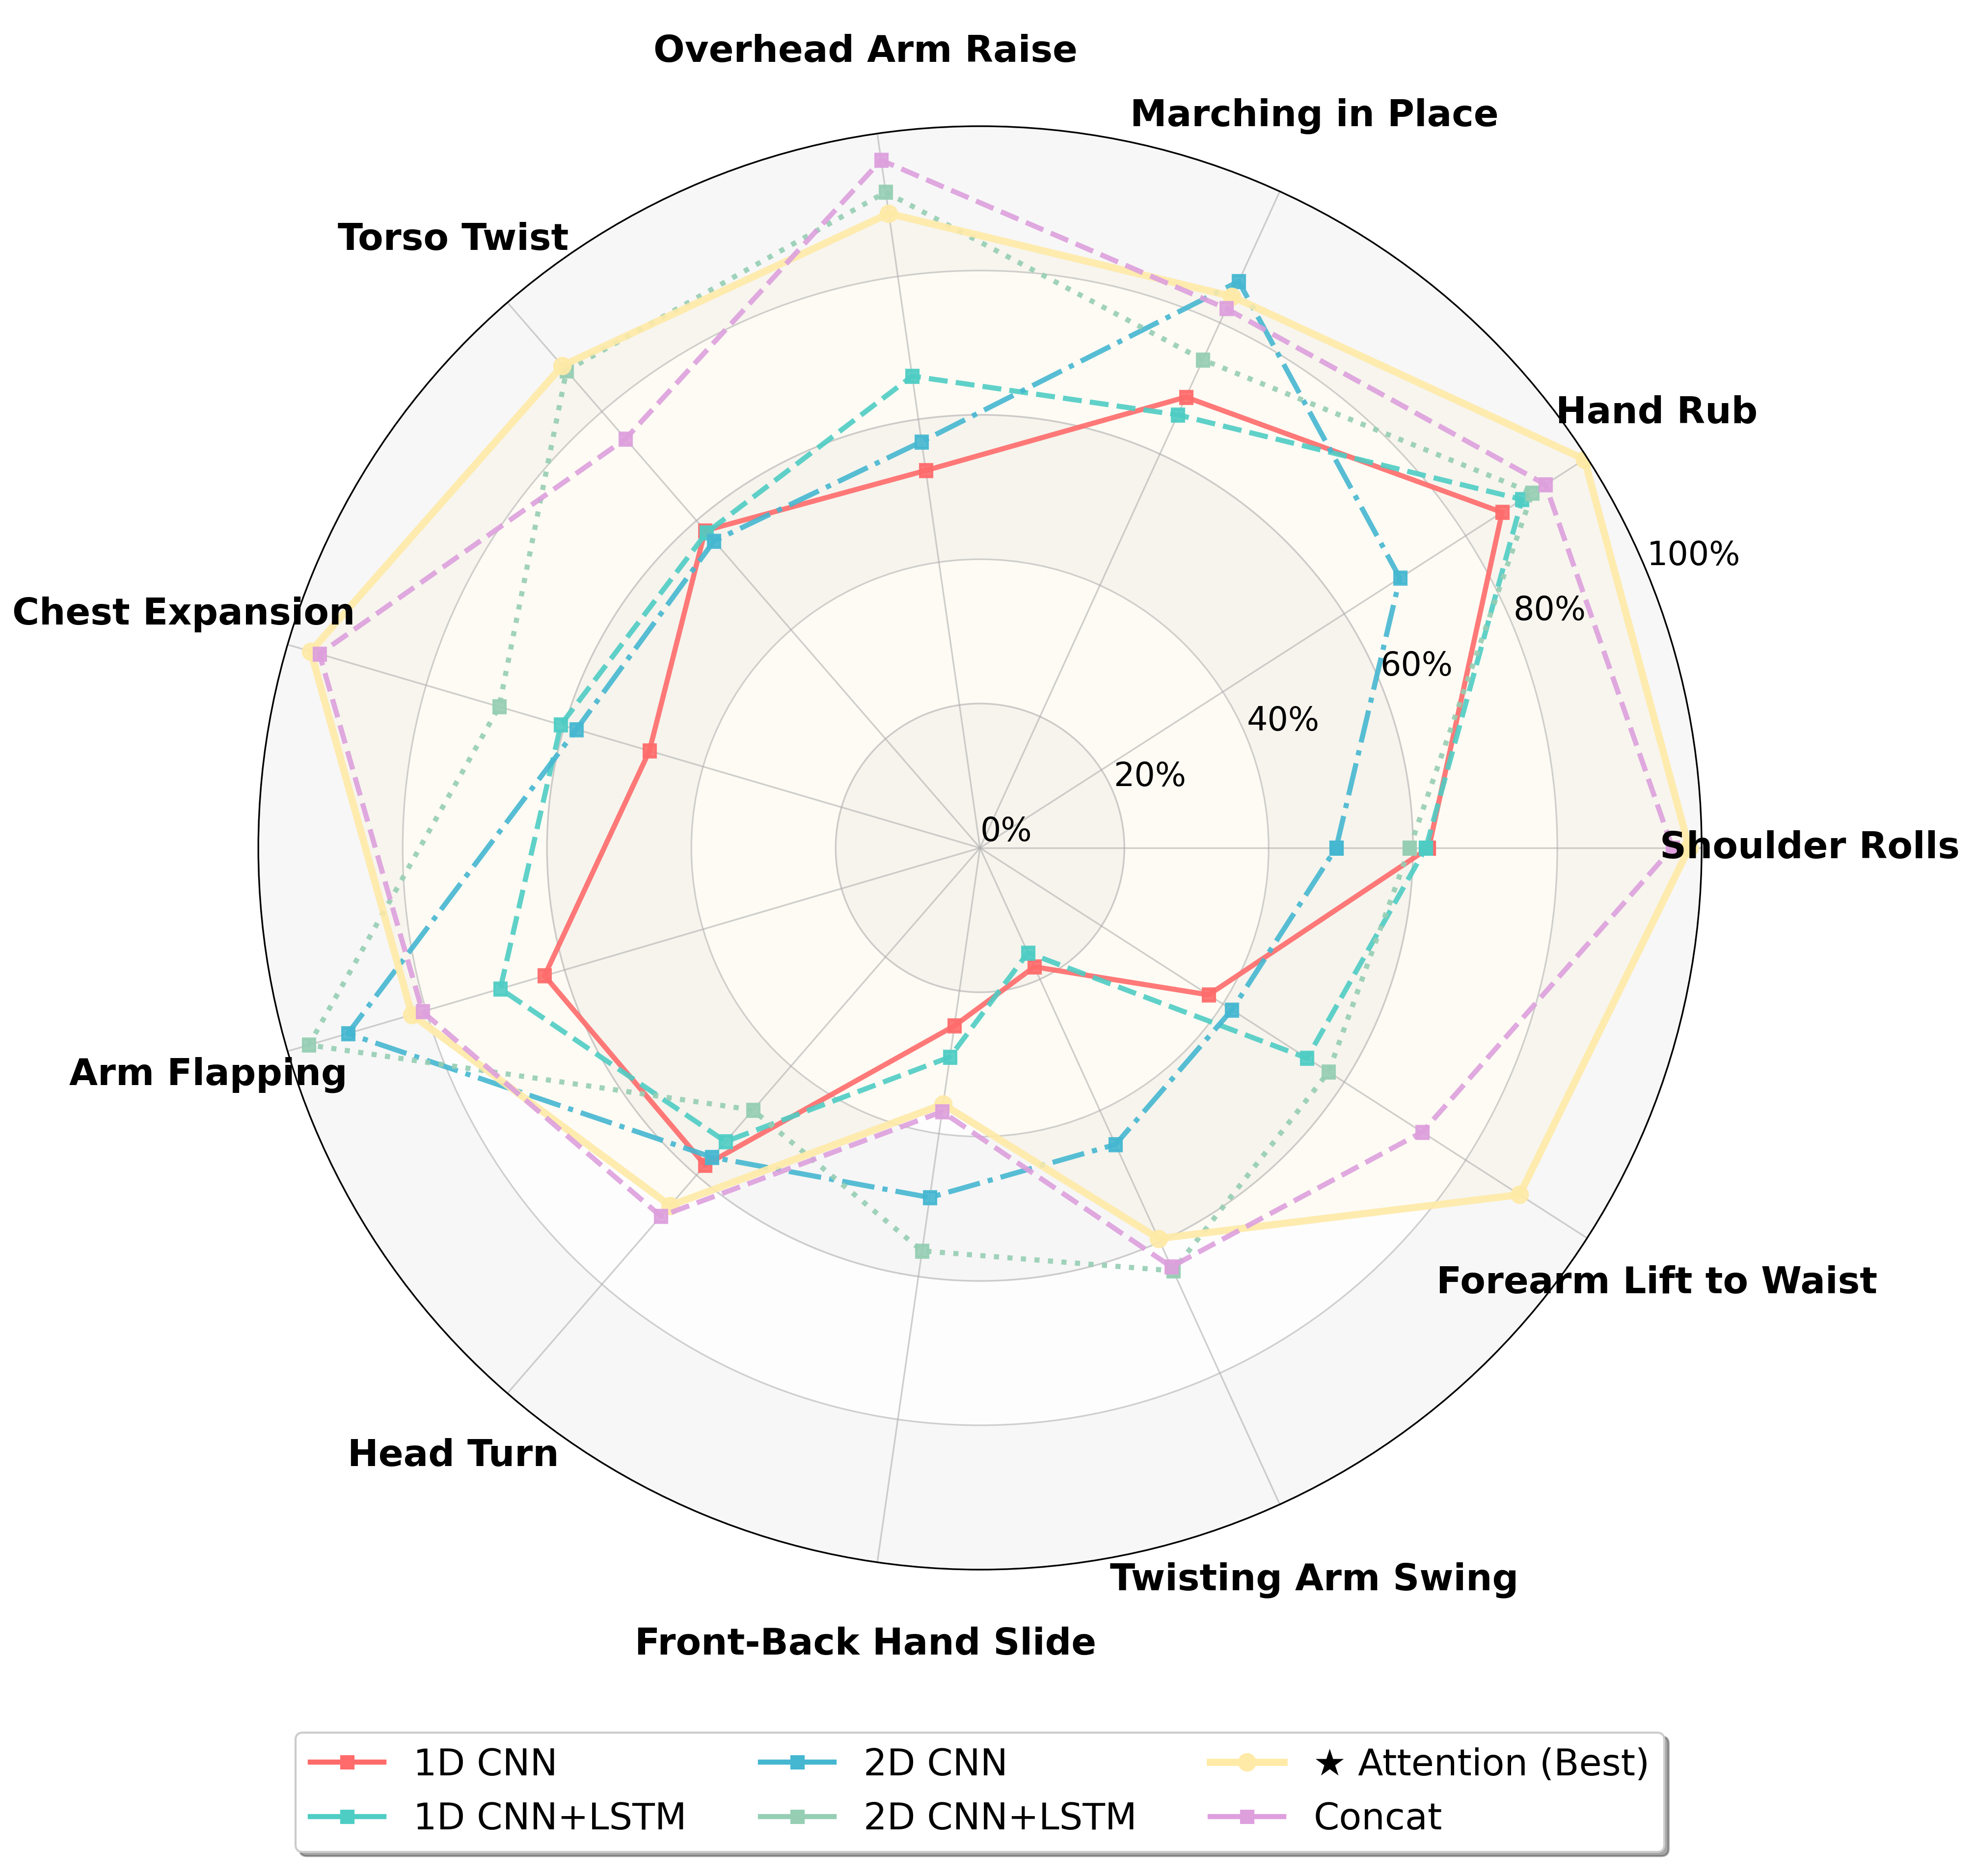 Overhead Arm Raise
Marching in Place
Torso Twist
Hand Rub
100%
Chest Expansion
80%
60%
40%
20%
0%
Shoulder Rolls
Arm Flapping
Forearm Lift to Waist
Head Turn
Twisting Arm Swing
Front-Back Hand Slide
1D CNN
2D CNN
★ Attention (Best)
1D CNN+LSTM
2D CNN+LSTM
Concat